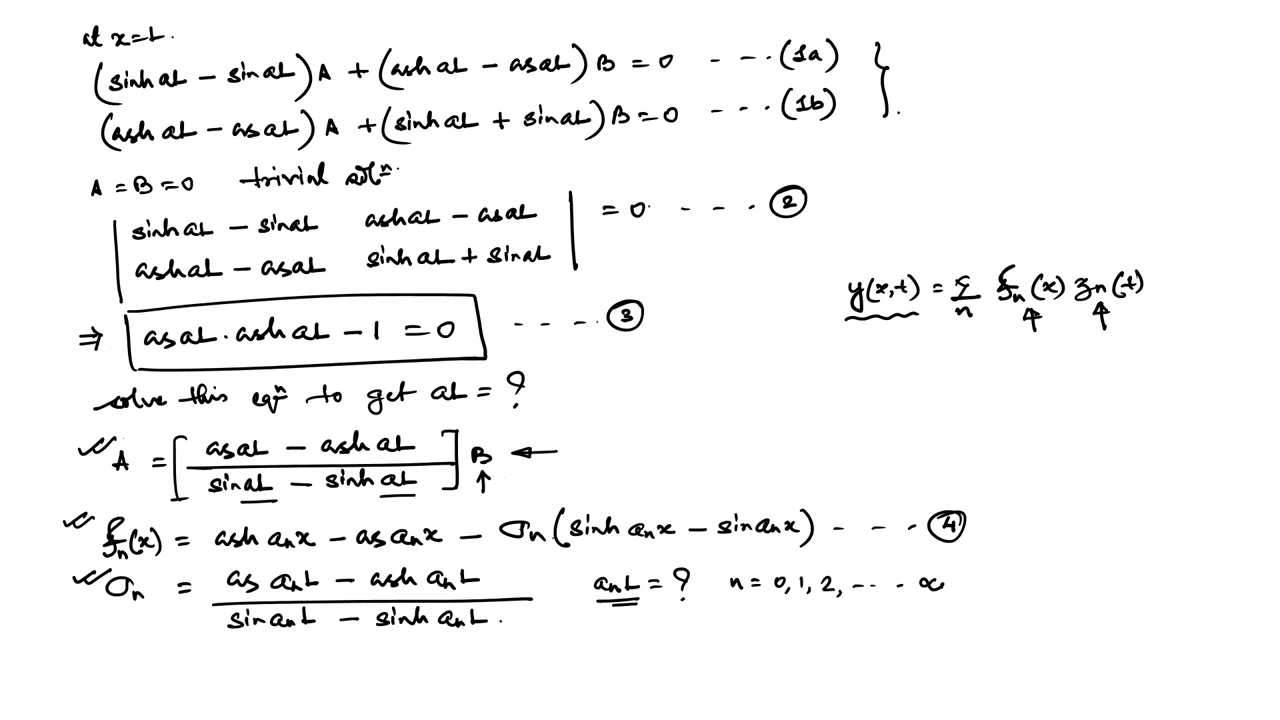 at x=L.
(sinh aL − sin aL) A + (cosh aL − cos aL) B = 0 - - - · (1a)
(cosh aL − cos aL) A + (sinh aL + sin aL) B = 0 - - · (1b)
A = B = 0 trivial solⁿ.
| sinh aL − sin aL cosh aL − cos aL | = 0 - - - · ②
| cosh aL − cos aL sinh aL + sin aL |
y(x,t) = Σₙ ξₙ(x) zₙ(t)
⇒ cos aL · cosh aL − 1 = 0 - - - - · ③
solve this eqⁿ to get aL = ?
A = [ (cos aL − cosh aL) / (sin aL − sinh aL) ] B ←
ξₙ(x) = cosh aₙx − cos aₙx − σₙ (sinh aₙx − sin aₙx) - - - · ④
σₙ = (cos aₙL − cosh aₙL) / (sin aₙL − sinh aₙL) . aₙL = ? n = 0, 1, 2, - - - · ∞